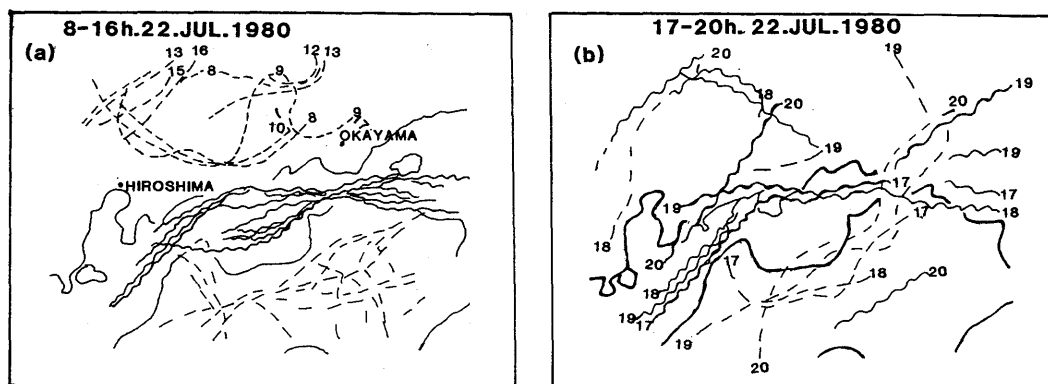 8-16h. 22. JUL. 1980
(a)
13 16 12 13
15 8 9
10 8 9
OKAYAMA
HIROSHIMA
17-20h. 22. JUL. 1980
(b)
20 19
18 20 20 19
19 19
17 17
19 17 18
18 20
17 18 20
18
19 17
19
20